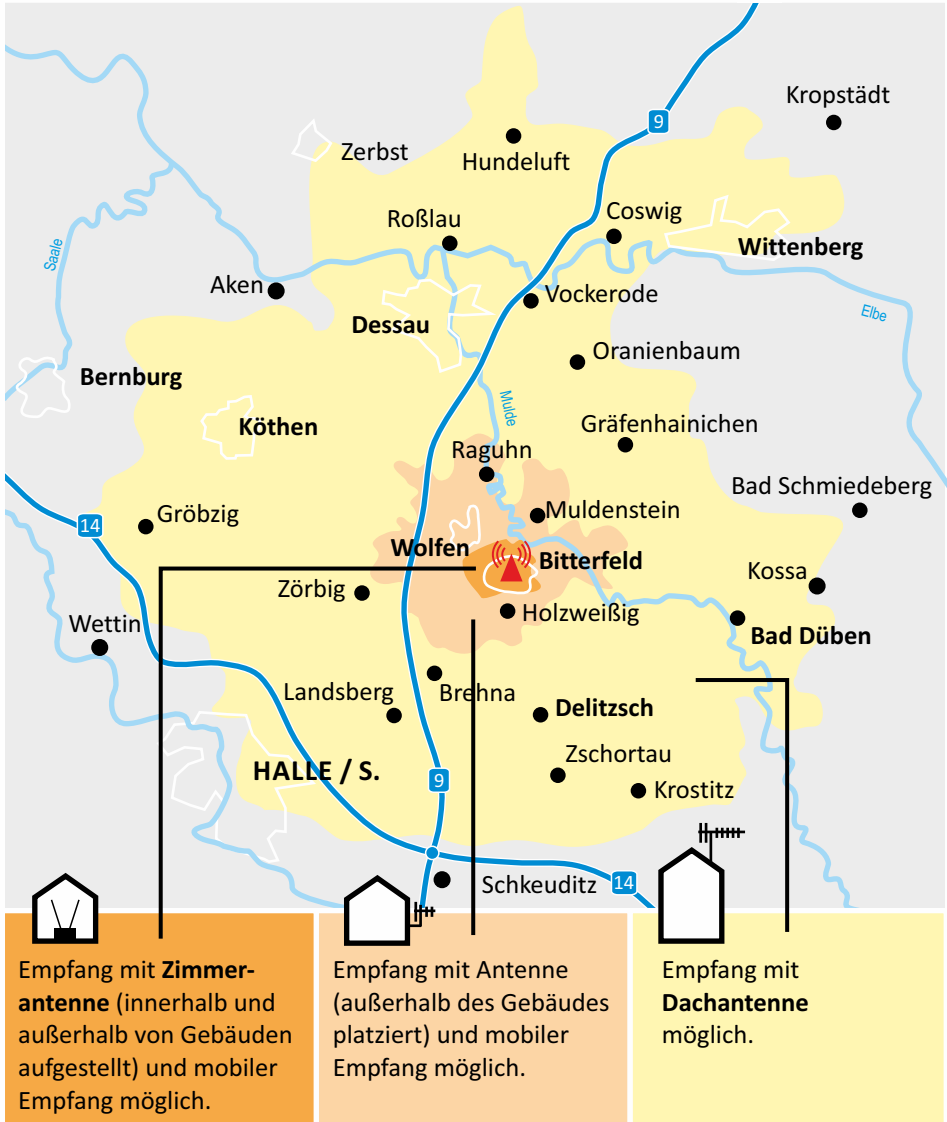 Kropstädt
9
Zerbst
Hundeluft
Roßlau
Coswig
Wittenberg
Saale
Aken
Vockerode
Elbe
Dessau
Oranienbaum
Bernburg
Mulde
Köthen
Gräfenhainichen
Raguhn
Bad Schmiedeberg
14
Gröbzig
Muldenstein
Wolfen
Bitterfeld
Kossa
Zörbig
Holzweißig
Wettin
Bad Düben
Landsberg
Brehna
Delitzsch
HALLE / S.
9
Zschortau
Krostitz
Schkeuditz
14
Empfang mit Zimmer-
antenne (innerhalb und
außerhalb von Gebäuden
aufgestellt) und mobiler
Empfang möglich.
Empfang mit Antenne
(außerhalb des Gebäudes
platziert) und mobiler
Empfang möglich.
Empfang mit
Dachantenne
möglich.